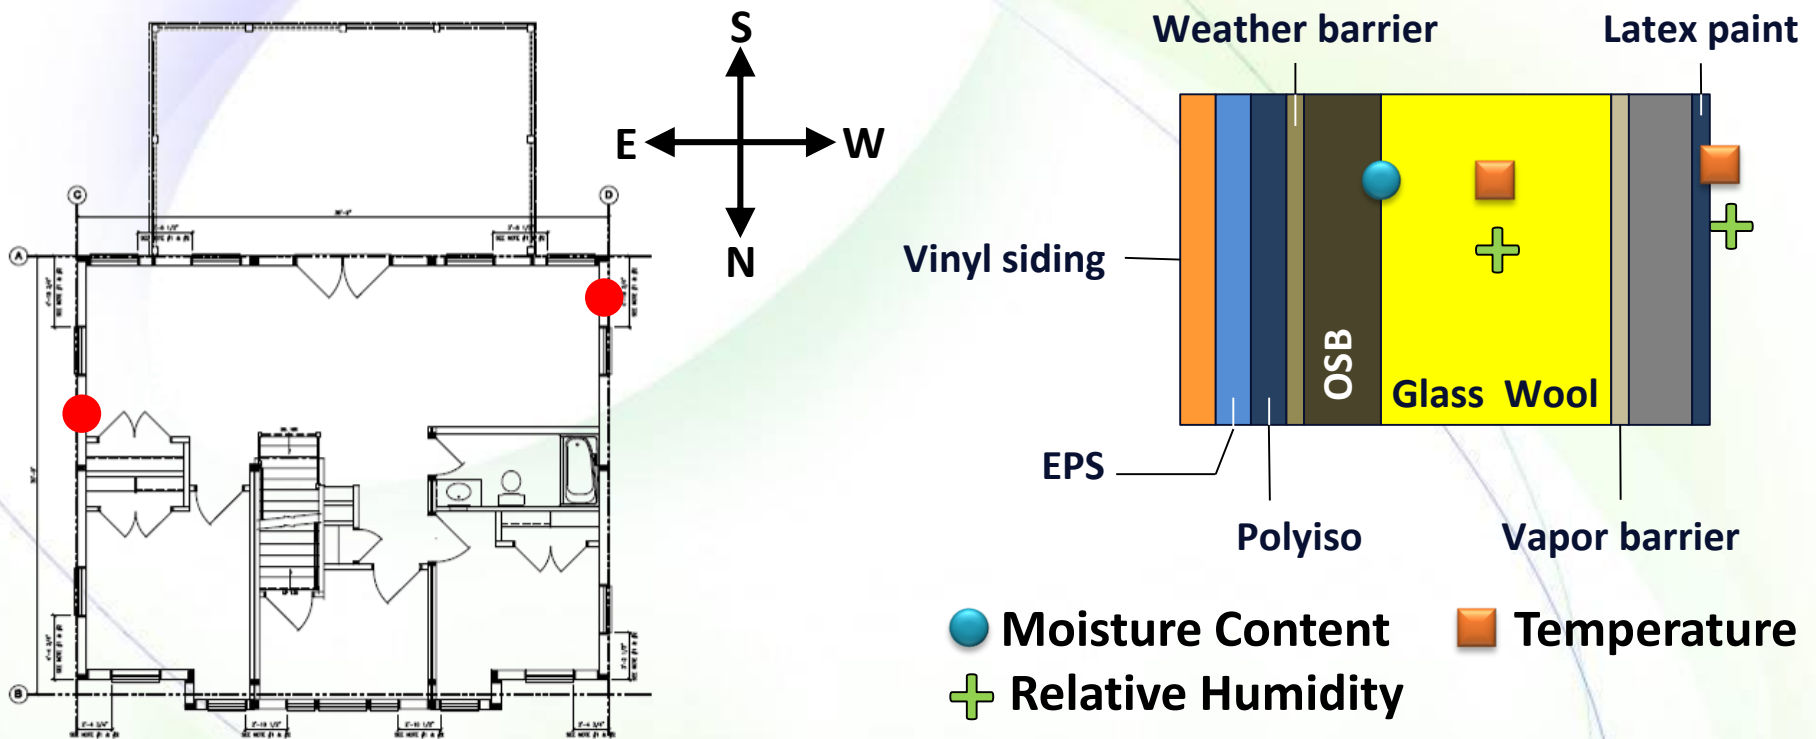 S
E
W
N
C
D
A
B
Weather barrier
Latex paint
Vinyl siding
OSB
Glass Wool
EPS
Polyiso
Vapor barrier
Moisture Content
Temperature
Relative Humidity